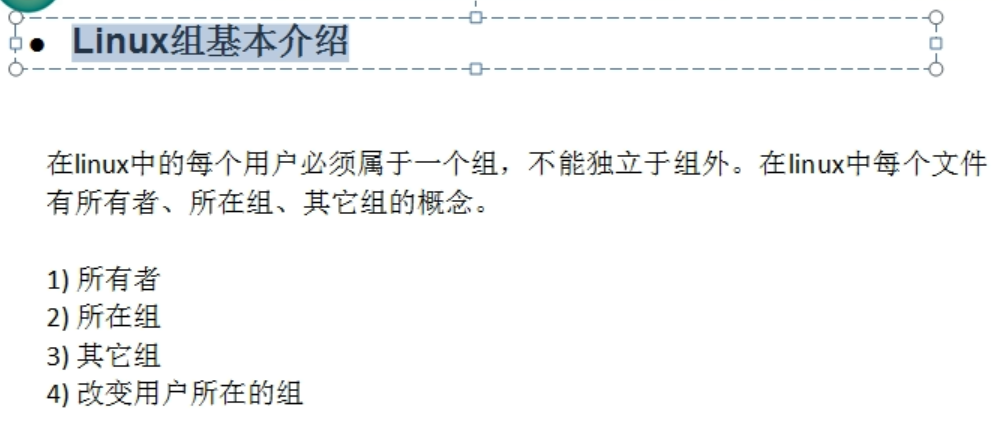 • Linux组基本介绍
在linux中的每个用户必须属于一个组，不能独立于组外。在linux中每个文件
有所有者、所在组、其它组的概念。
1) 所有者
2) 所在组
3) 其它组
4) 改变用户所在的组